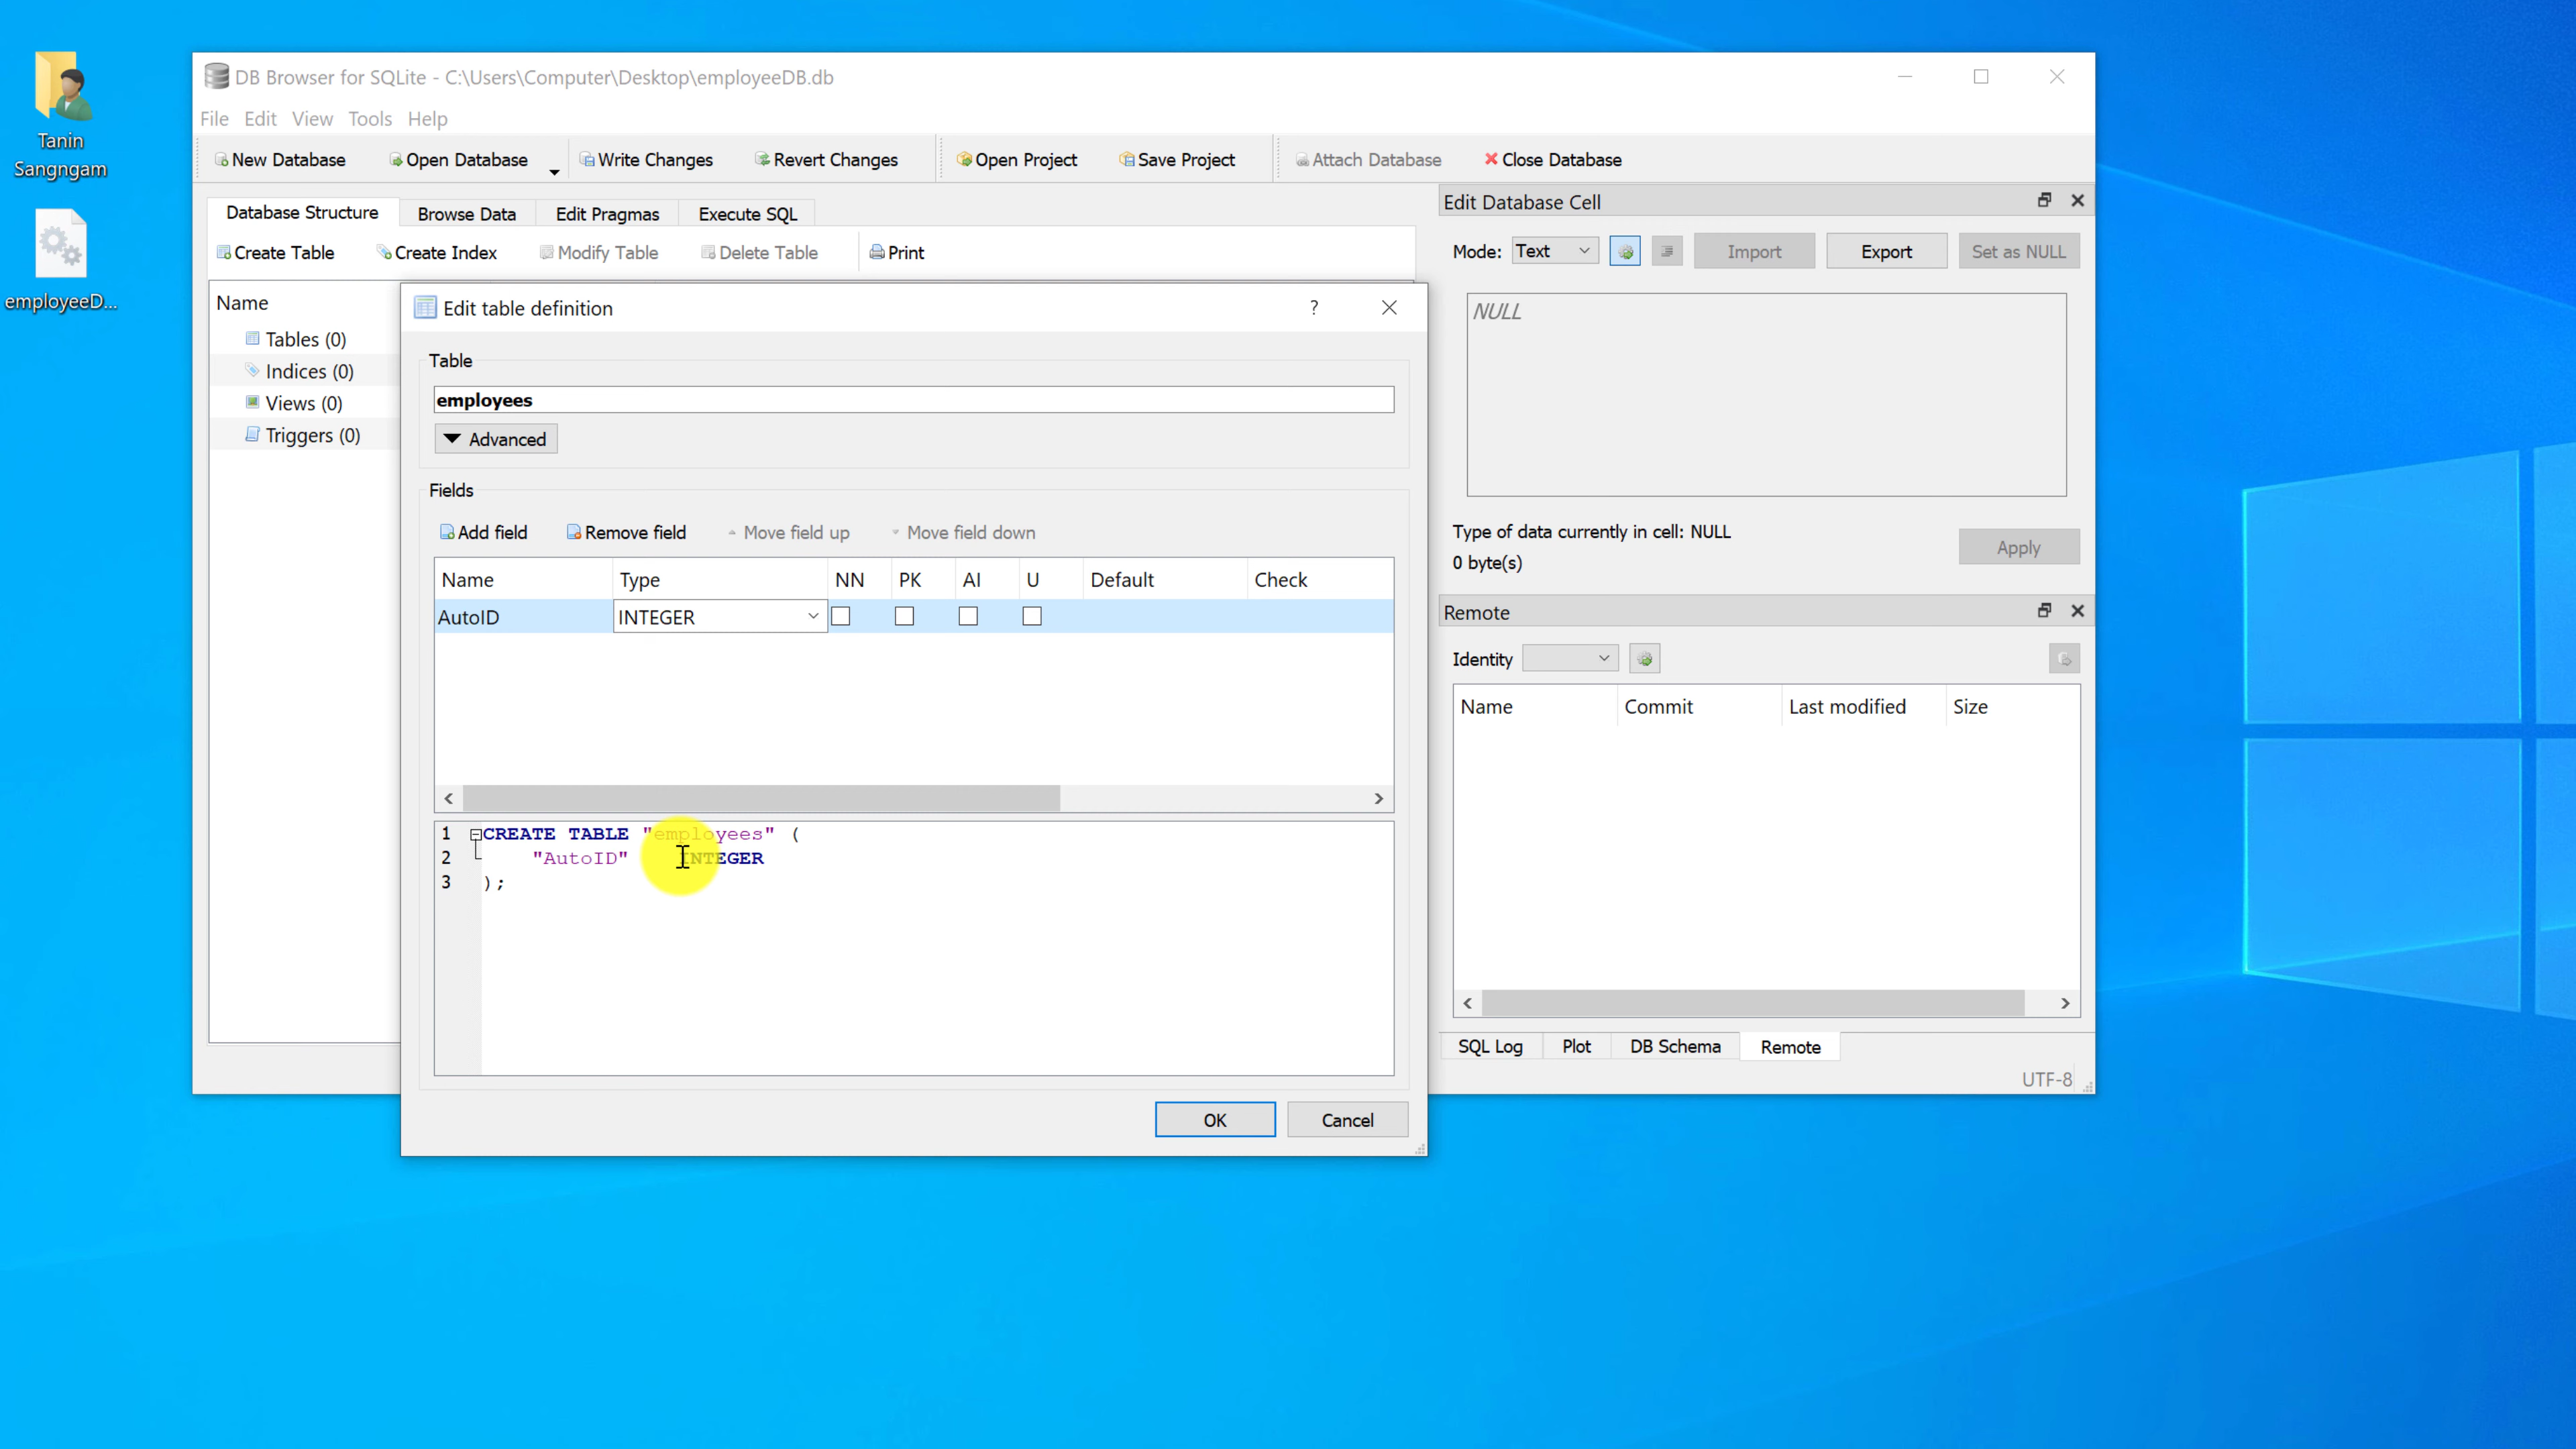 Tanin
Sangngam
employeeD...
DB Browser for SQLite - C:\Users\Computer\Desktop\employeeDB.db
File Edit View Tools Help
New Database Open Database Write Changes Revert Changes Open Project Save Project Attach Database Close Database
Database Structure Browse Data Edit Pragmas Execute SQL
Create Table Create Index Modify Table Delete Table Print
Name
Tables (0)
Indices (0)
Views (0)
Triggers (0)
Edit table definition ?
Table
employees
Advanced
Fields
Add field Remove field Move field up Move field down
Name Type NN PK AI U Default Check
AutoID INTEGER
1 CREATE TABLE "employees" (
2 "AutoID" INTEGER
3 );
OK Cancel
Edit Database Cell
Mode: Text Import Export Set as NULL
NULL
Type of data currently in cell: NULL
0 byte(s)
Apply
Remote
Identity
Name Commit Last modified Size
SQL Log Plot DB Schema Remote
UTF-8